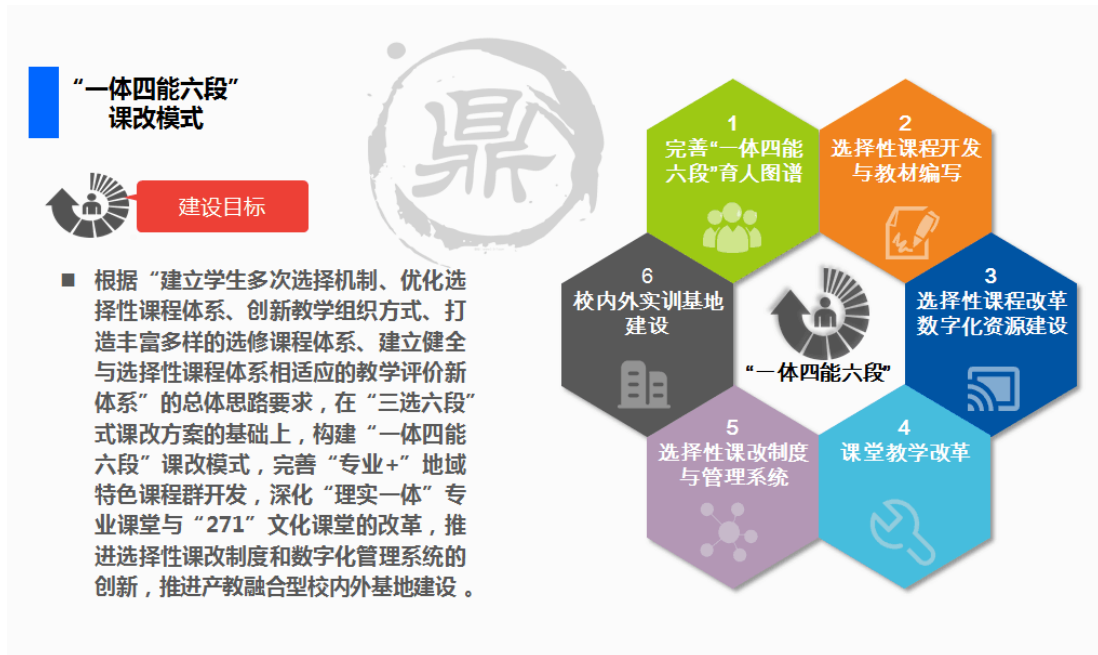 “一体四能六段”
课改模式
鼎
建设目标
■ 根据“建立学生多次选择机制、优化选
择性课程体系、创新教学组织方式、打
造丰富多样的选修课程体系、建立健全
与选择性课程体系相适应的教学评价新
体系”的总体思路要求，在“三选六段”
式课改方案的基础上，构建“一体四能
六段”课改模式，完善“专业+”地域
特色课程群开发，深化“理实一体”专
业课堂与“271”文化课堂的改革，推
进选择性课改制度和数字化管理系统的
创新，推进产教融合型校内外基地建设 。
1
完善“一体四能
六段”育人图谱
2
选择性课程开发
与教材编写
3
选择性课程改革
数字化资源建设
4
课堂教学改革
5
选择性课改制度
与管理系统
6
校内外实训基地
建设
“一体四能六段”